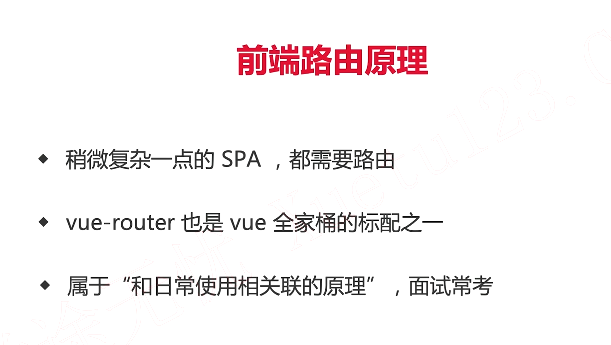 前端路由原理
稍微复杂一点的 SPA ，都需要路由
vue-router 也是 vue 全家桶的标配之一
属于“和日常使用相关联的原理”，面试常考